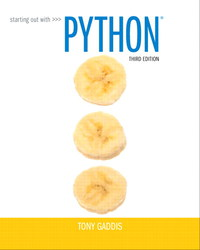 starting out with >>>
PYTHON®
THIRD EDITION
TONY GADDIS